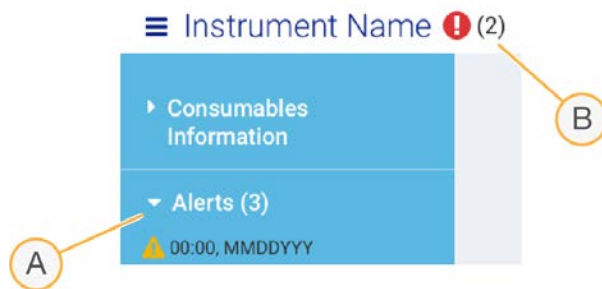 Instrument Name ! (2)
Consumables
Information
Alerts (3)
00:00, MMDDYYY
A
B